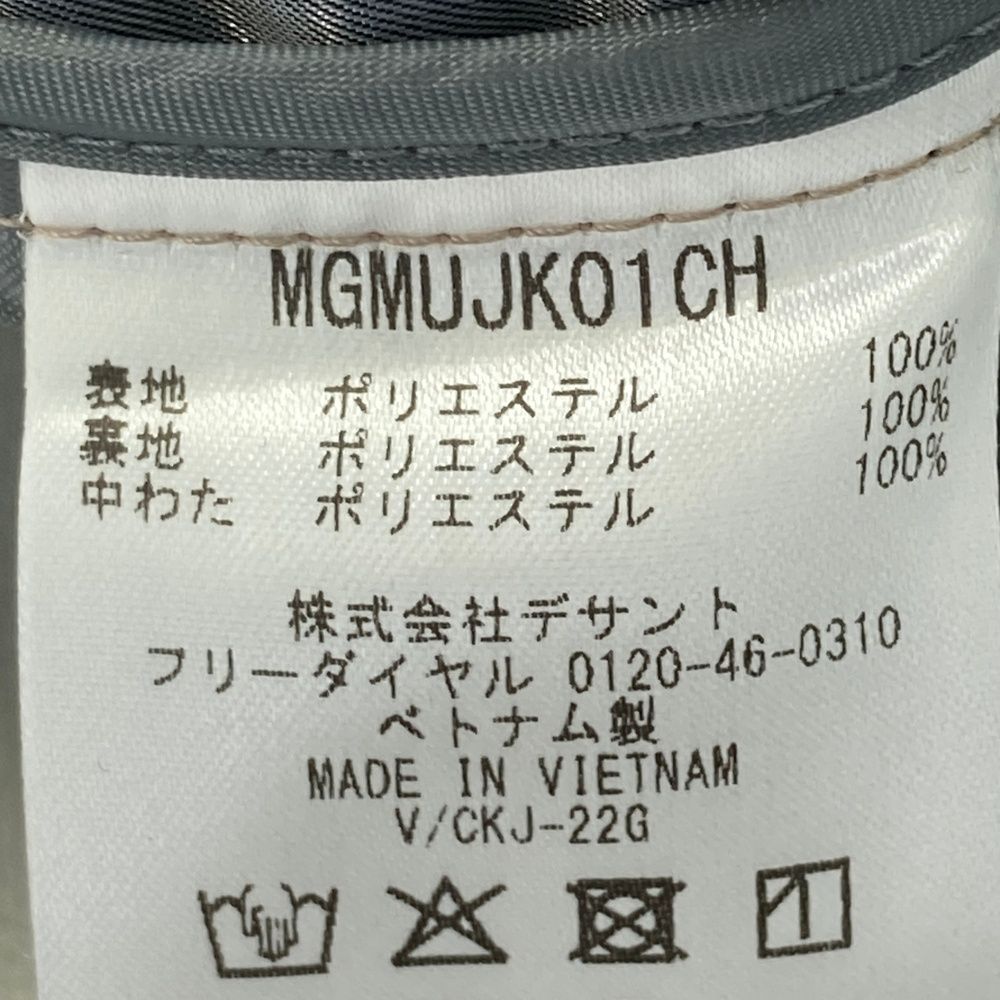 MGMUJK01CH
表地 ポリエステル 100%
裏地 ポリエステル 100%
中わた ポリエステル 100%
株式会社デサント
フリーダイヤル 0120-46-0310
ベトナム製
MADE IN VIETNAM
V/CKJ-22G